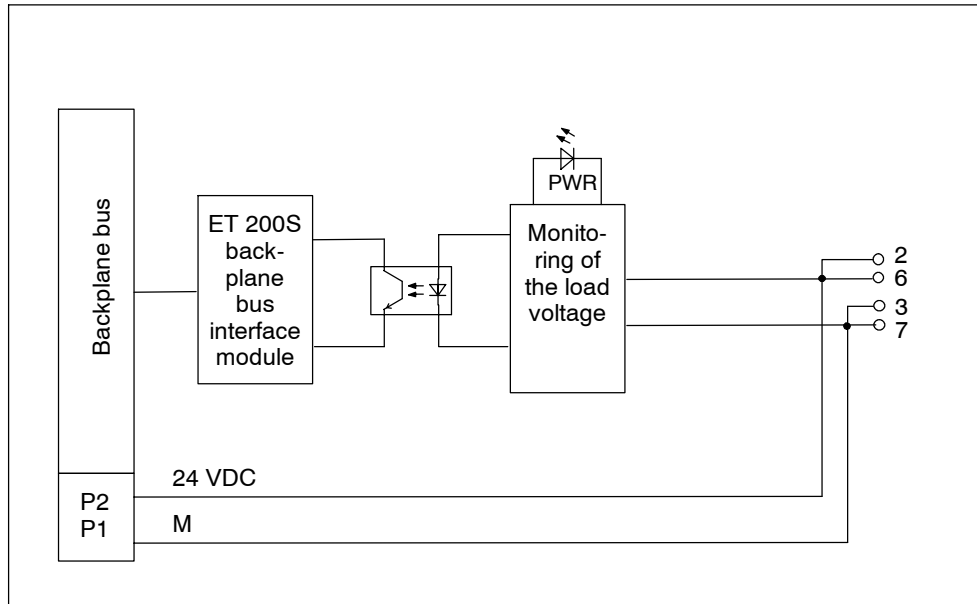 Backplane bus
ET 200S
back-
plane
bus
interface
module
PWR
Monito-
ring of
the load
voltage
2
6
3
7
24 VDC
P2
P1
M